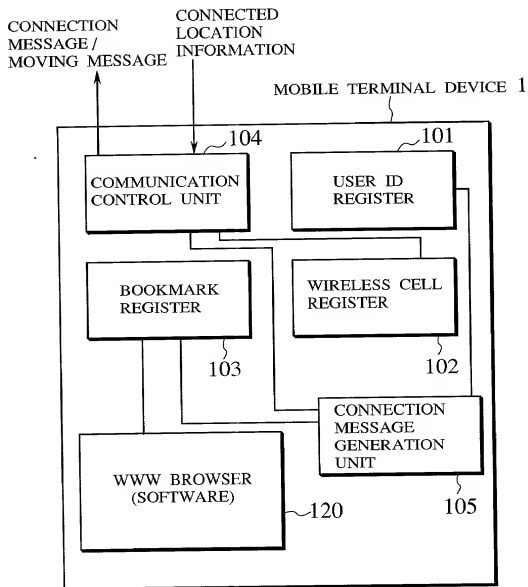 CONNECTION
MESSAGE/
MOVING MESSAGE
CONNECTED
LOCATION
INFORMATION
MOBILE TERMINAL DEVICE 1
104
COMMUNICATION
CONTROL UNIT
101
USER ID
REGISTER
BOOKMARK
REGISTER
103
WIRELESS CELL
REGISTER
102
CONNECTION
MESSAGE
GENERATION
UNIT
105
WWW BROWSER
(SOFTWARE)
120